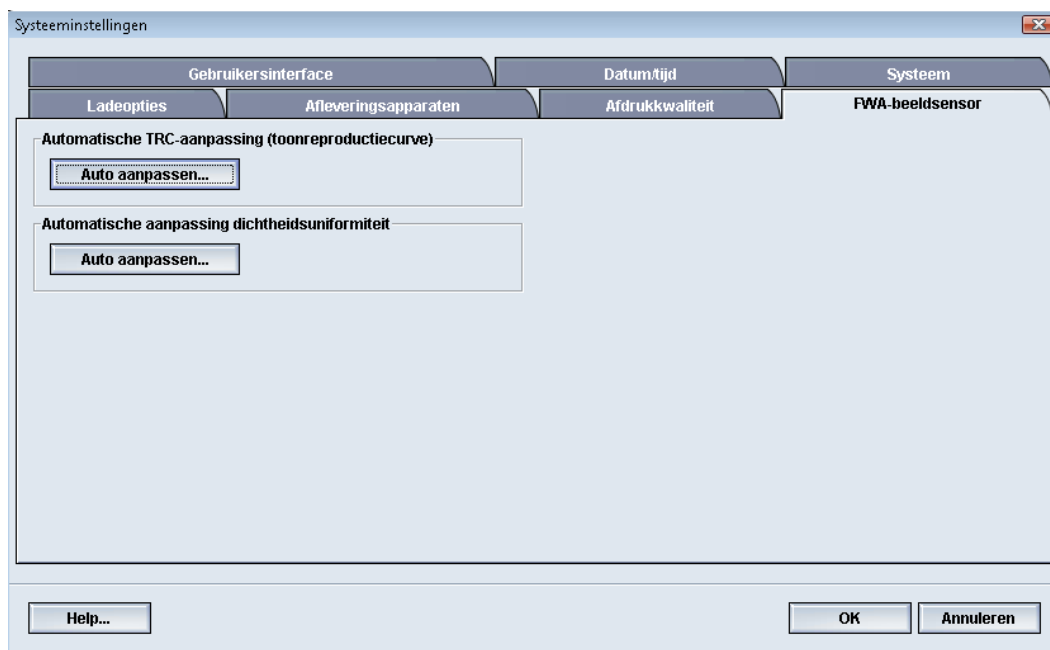 Systeeminstellingen
Gebruikersinterface Datum/tijd Systeem
Ladeopties Afleveringsapparaten Afdrukkwaliteit FWA-beeldsensor
Automatische TRC-aanpassing (toonreproductiecurve)
Auto aanpassen...
Automatische aanpassing dichtheidsuniformiteit
Auto aanpassen...
Help... OK Annuleren